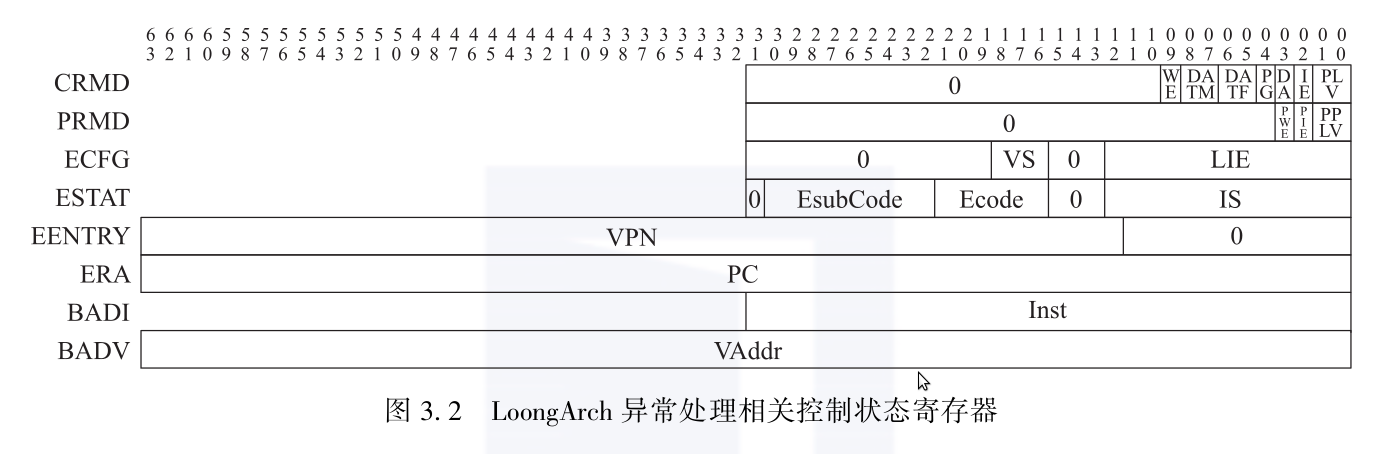 6 6 6 6 5 5 5 5 5 5 5 5 5 5 4 4 4 4 4 4 4 4 4 4 3 3 3 3 3 3 3 3 3 3 2 2 2 2 2 2 2 2 2 2 1 1 1 1 1 1 1 1 1 1 0 0 0 0 0 0 0 0 0 0
3 2 1 0 9 8 7 6 5 4 3 2 1 0 9 8 7 6 5 4 3 2 1 0 9 8 7 6 5 4 3 2 1 0 9 8 7 6 5 4 3 2 1 0 9 8 7 6 5 4 3 2 1 0 9 8 7 6 5 4 3 2 1 0
CRMD 0 WE DATM DATF PG DA IE PLV
PRMD 0 PWE PIE PPLV
ECFG 0 VS 0 LIE
ESTAT 0 EsubCode Ecode 0 IS
EENTRY VPN 0
ERA PC
BADI Inst
BADV VAddr
图 3. 2 LoongArch 异常处理相关控制状态寄存器